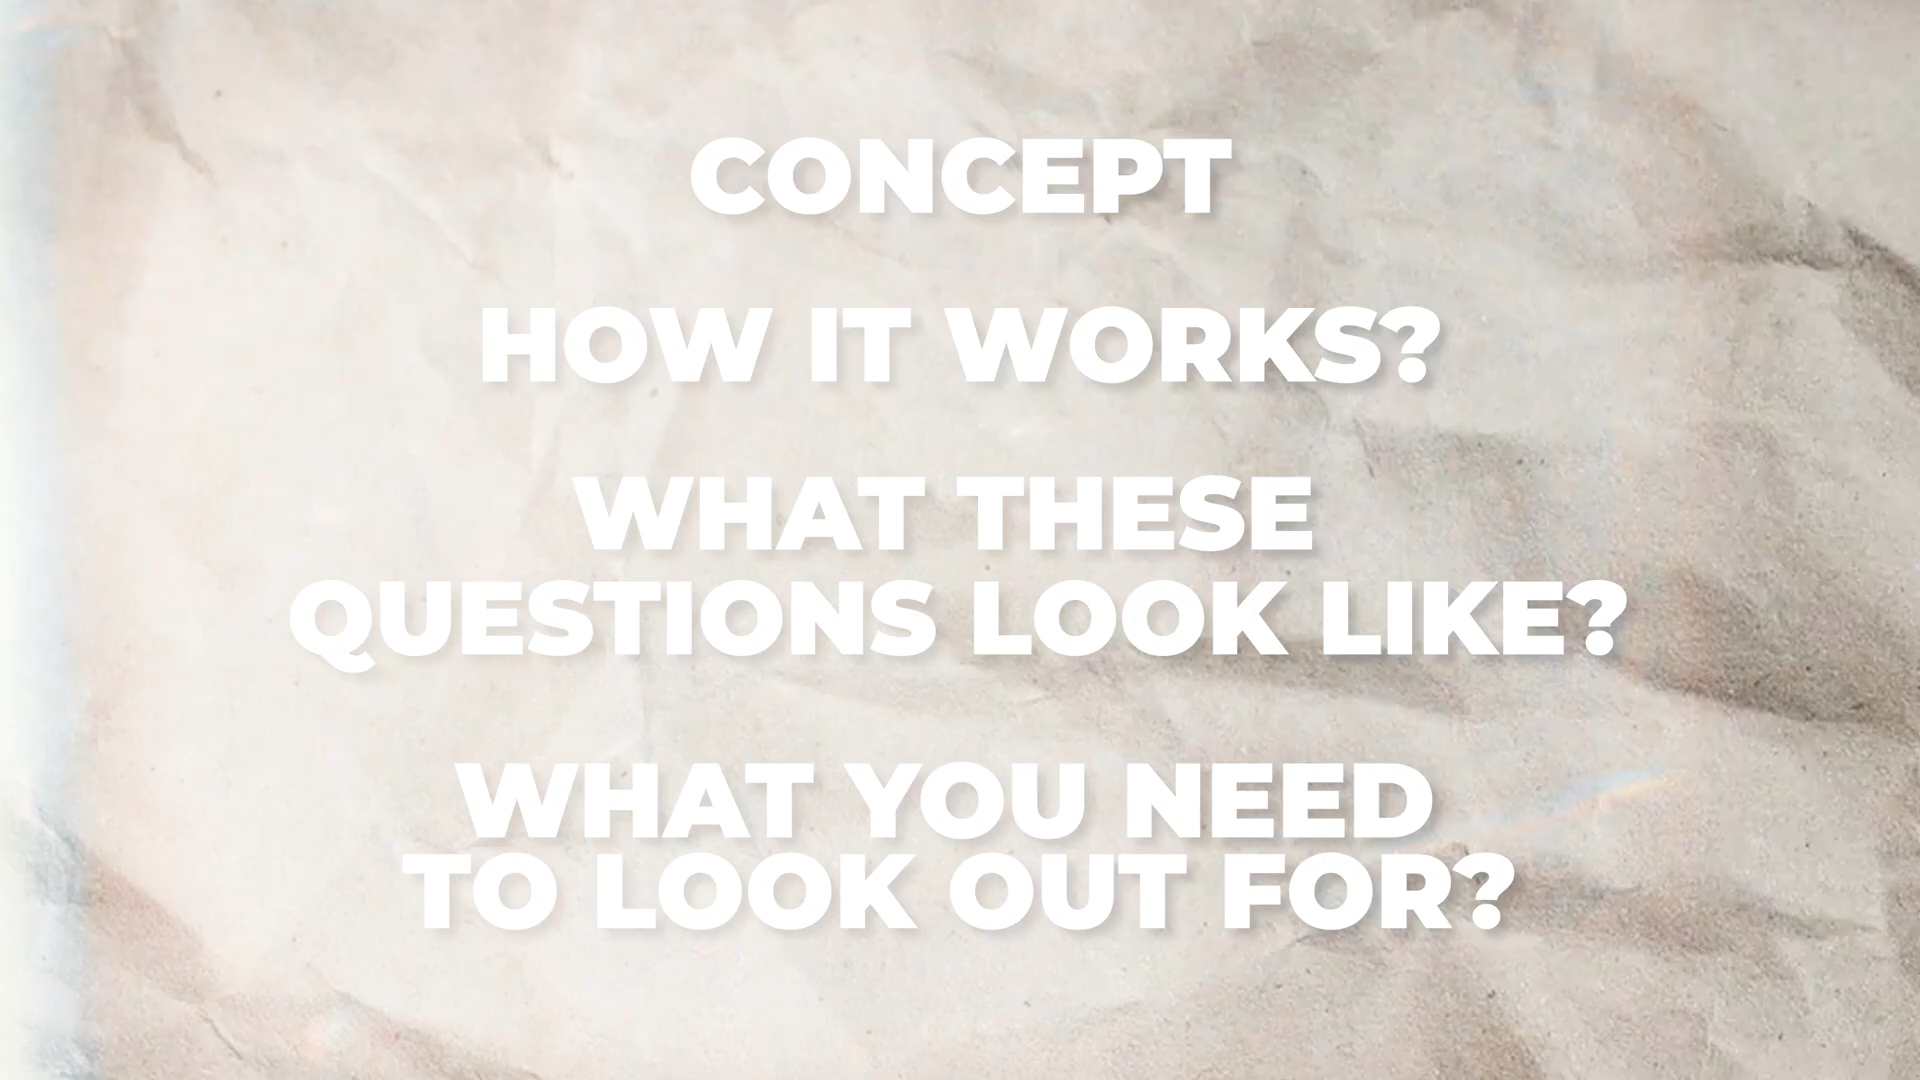 CONCEPT
HOW IT WORKS?
WHAT THESE
QUESTIONS LOOK LIKE?
WHAT YOU NEED
TO LOOK OUT FOR?